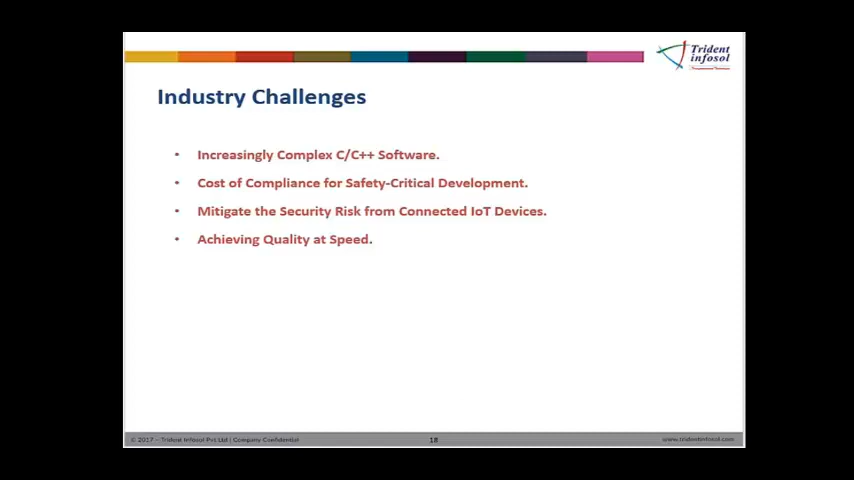 Trident
infosol
Industry Challenges
• Increasingly Complex C/C++ Software.
• Cost of Compliance for Safety-Critical Development.
• Mitigate the Security Risk from Connected IoT Devices.
• Achieving Quality at Speed.
© 2017 – Trident Infosol Pvt Ltd | Company Confidential
18
www.tridentinfosol.com